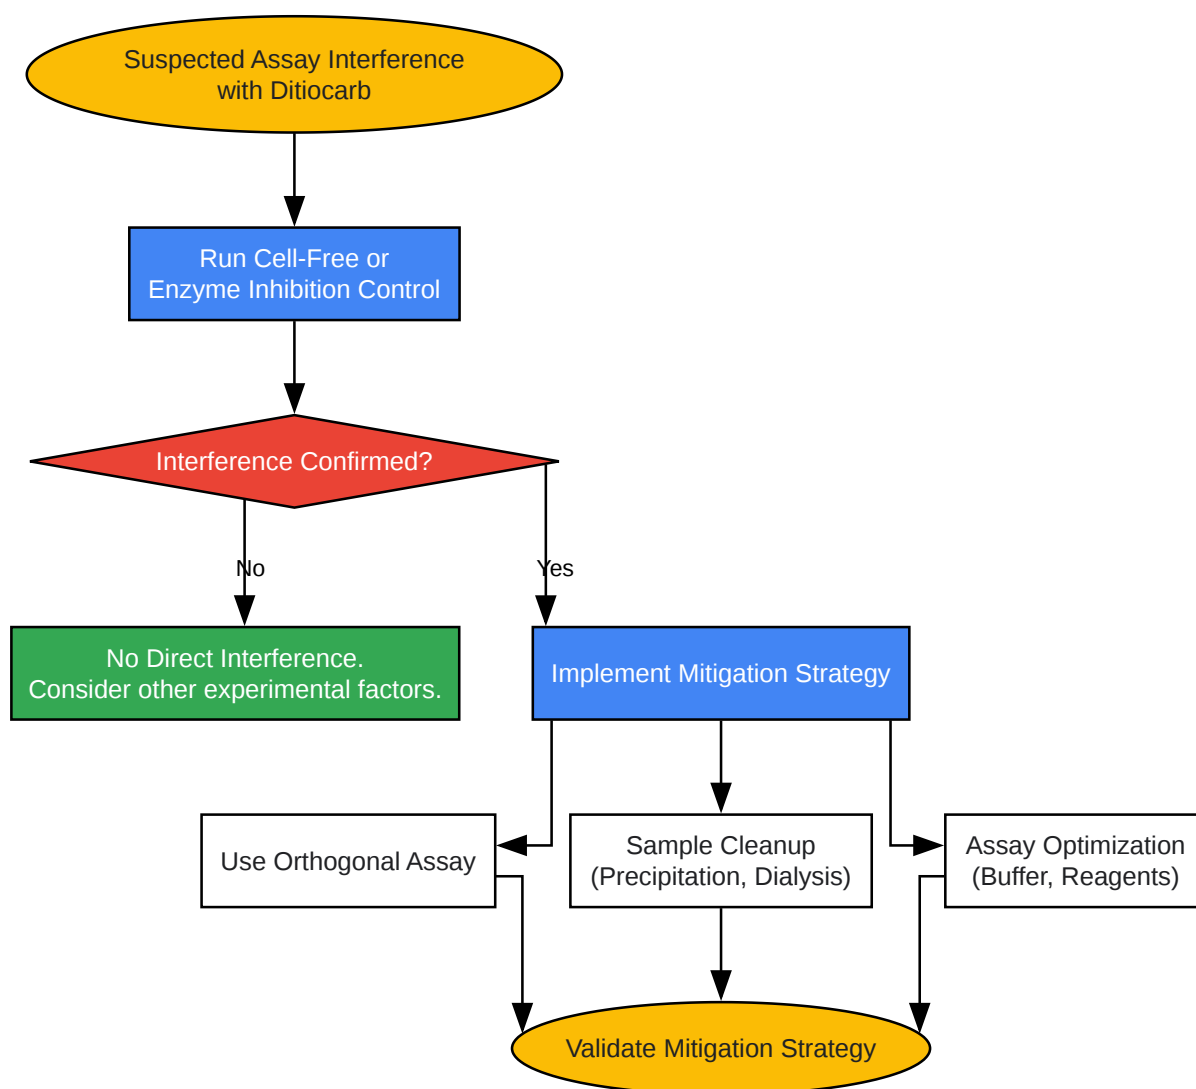 Suspected Assay Interference
with Ditiocarb
Run Cell-Free or
Enzyme Inhibition Control
Interference Confirmed?
No
Yes
No Direct Interference.
Consider other experimental factors.
Implement Mitigation Strategy
Use Orthogonal Assay
Sample Cleanup
(Precipitation, Dialysis)
Assay Optimization
(Buffer, Reagents)
Validate Mitigation Strategy